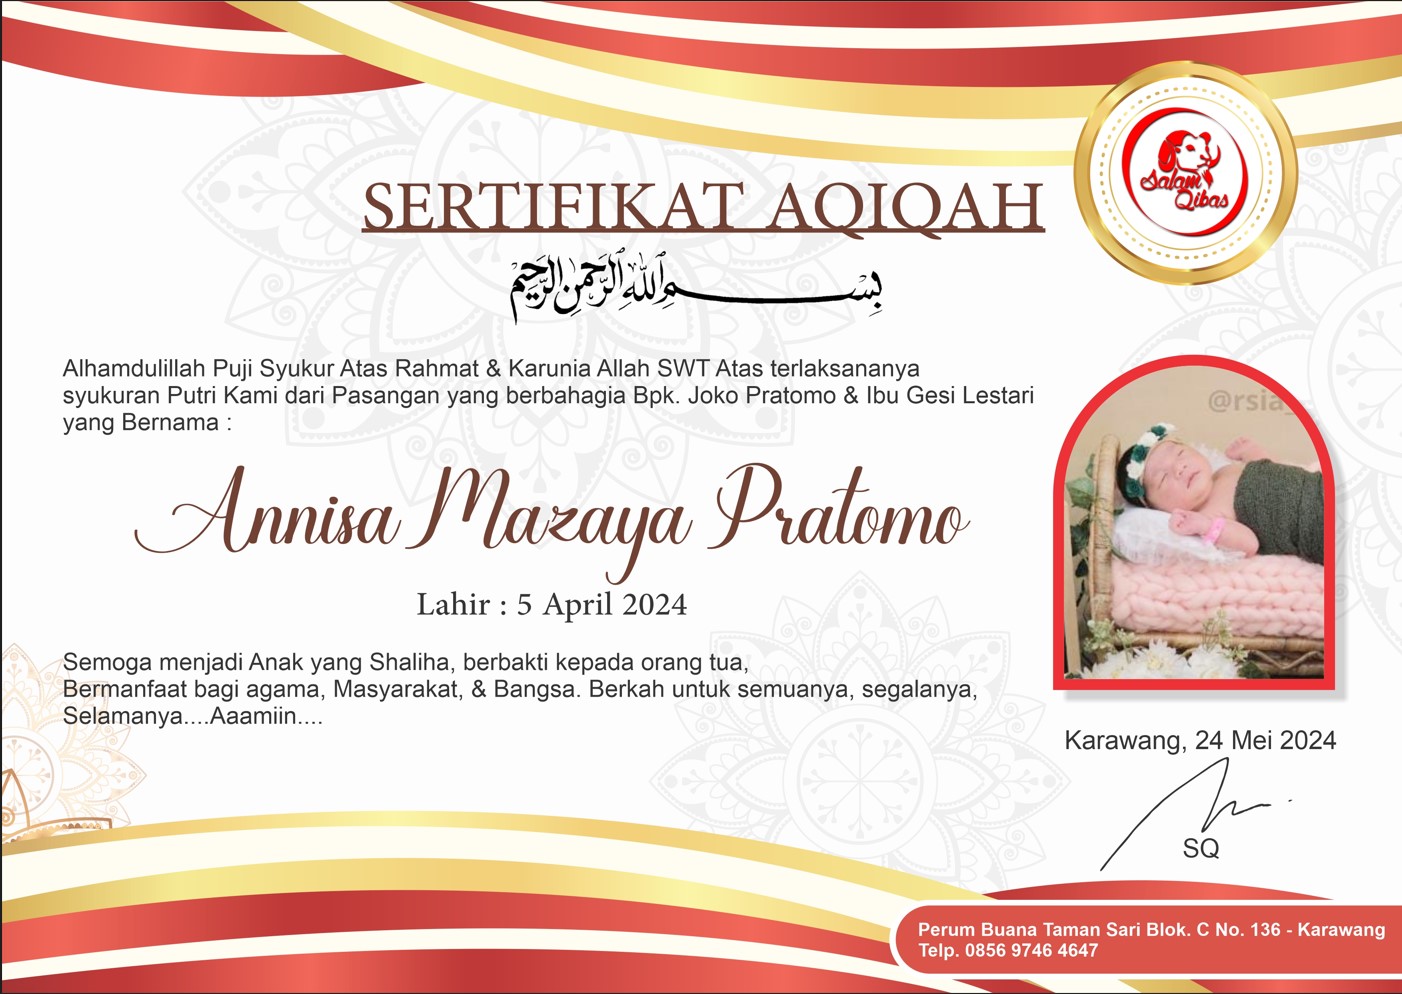 Salam
Qibas
SERTIFIKAT AQIQAH
بِسْمِ اللهِ الرَّحْمٰنِ الرَّحِيْمِ
Alhamdulillah Puji Syukur Atas Rahmat & Karunia Allah SWT Atas terlaksananya
syukuran Putri Kami dari Pasangan yang berbahagia Bpk. Joko Pratomo & Ibu Gesi Lestari
yang Bernama :
@rsia_
Annisa Mazaya Pratomo
Lahir : 5 April 2024
Semoga menjadi Anak yang Shaliha, berbakti kepada orang tua,
Bermanfaat bagi agama, Masyarakat, & Bangsa. Berkah untuk semuanya, segalanya,
Selamanya....Aaamiin....
Karawang, 24 Mei 2024
SQ
Perum Buana Taman Sari Blok. C No. 136 - Karawang
Telp. 0856 9746 4647